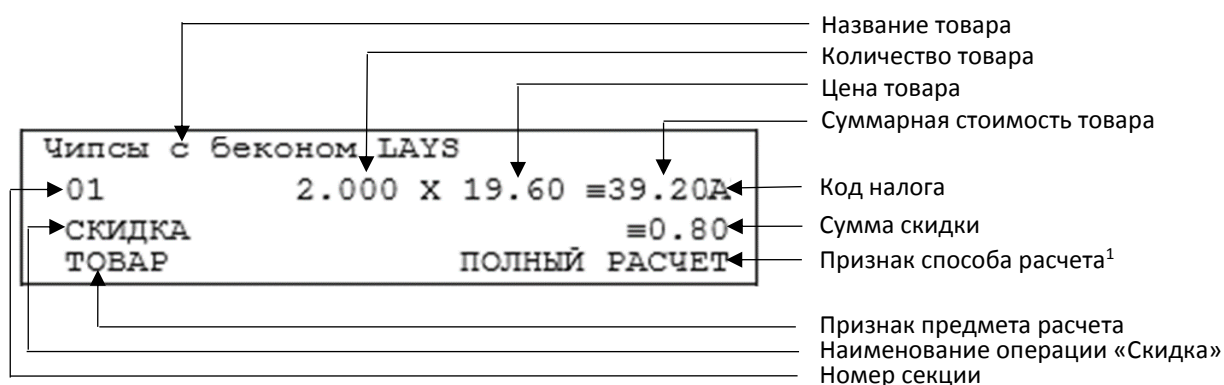 Название товара
Количество товара
Цена товара
Суммарная стоимость товара
Чипсы с беконом LAYS
01 2.000 X 19.60 ≡39.20А
Код налога
СКИДКА ≡0.80
Сумма скидки
ТОВАР ПОЛНЫЙ РАСЧЕТ
Признак способа расчета¹
Признак предмета расчета
Наименование операции «Скидка»
Номер секции